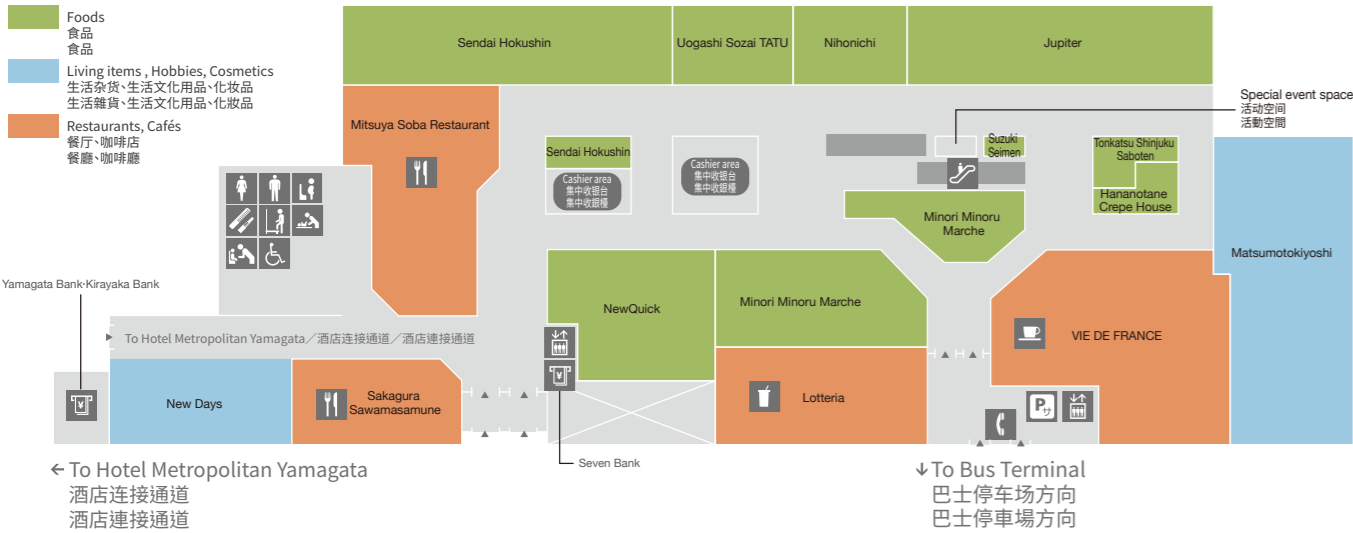 Foods
食品
食品
Living items , Hobbies, Cosmetics
生活杂货、生活文化用品、化妆品
生活雜貨、生活文化用品、化妝品
Restaurants, Cafés
餐厅、咖啡店
餐廳、咖啡廳
Sendai Hokushin
Uogashi Sozai TATU
Nihonichi
Jupiter
Special event space
活动空间
活動空間
Mitsuya Soba Restaurant
Sendai Hokushin
Cashier area
集中收银台
集中收銀檯
Cashier area
集中收银台
集中收銀檯
Suzuki
Seimen
Tonkatsu Shinjuku
Saboten
Hananotane
Crepe House
Minori Minoru
Marche
Matsumotokiyoshi
Yamagata Bank·Kirayaka Bank
NewQuick
Minori Minoru Marche
VIE DE FRANCE
To Hotel Metropolitan Yamagata／酒店连接通道／酒店連接通道
¥
New Days
Sakagura
Sawamasamune
¥
Lotteria
Pサ
Seven Bank
← To Hotel Metropolitan Yamagata
酒店连接通道
酒店連接通道
↓ To Bus Terminal
巴士停车场方向
巴士停車場方向